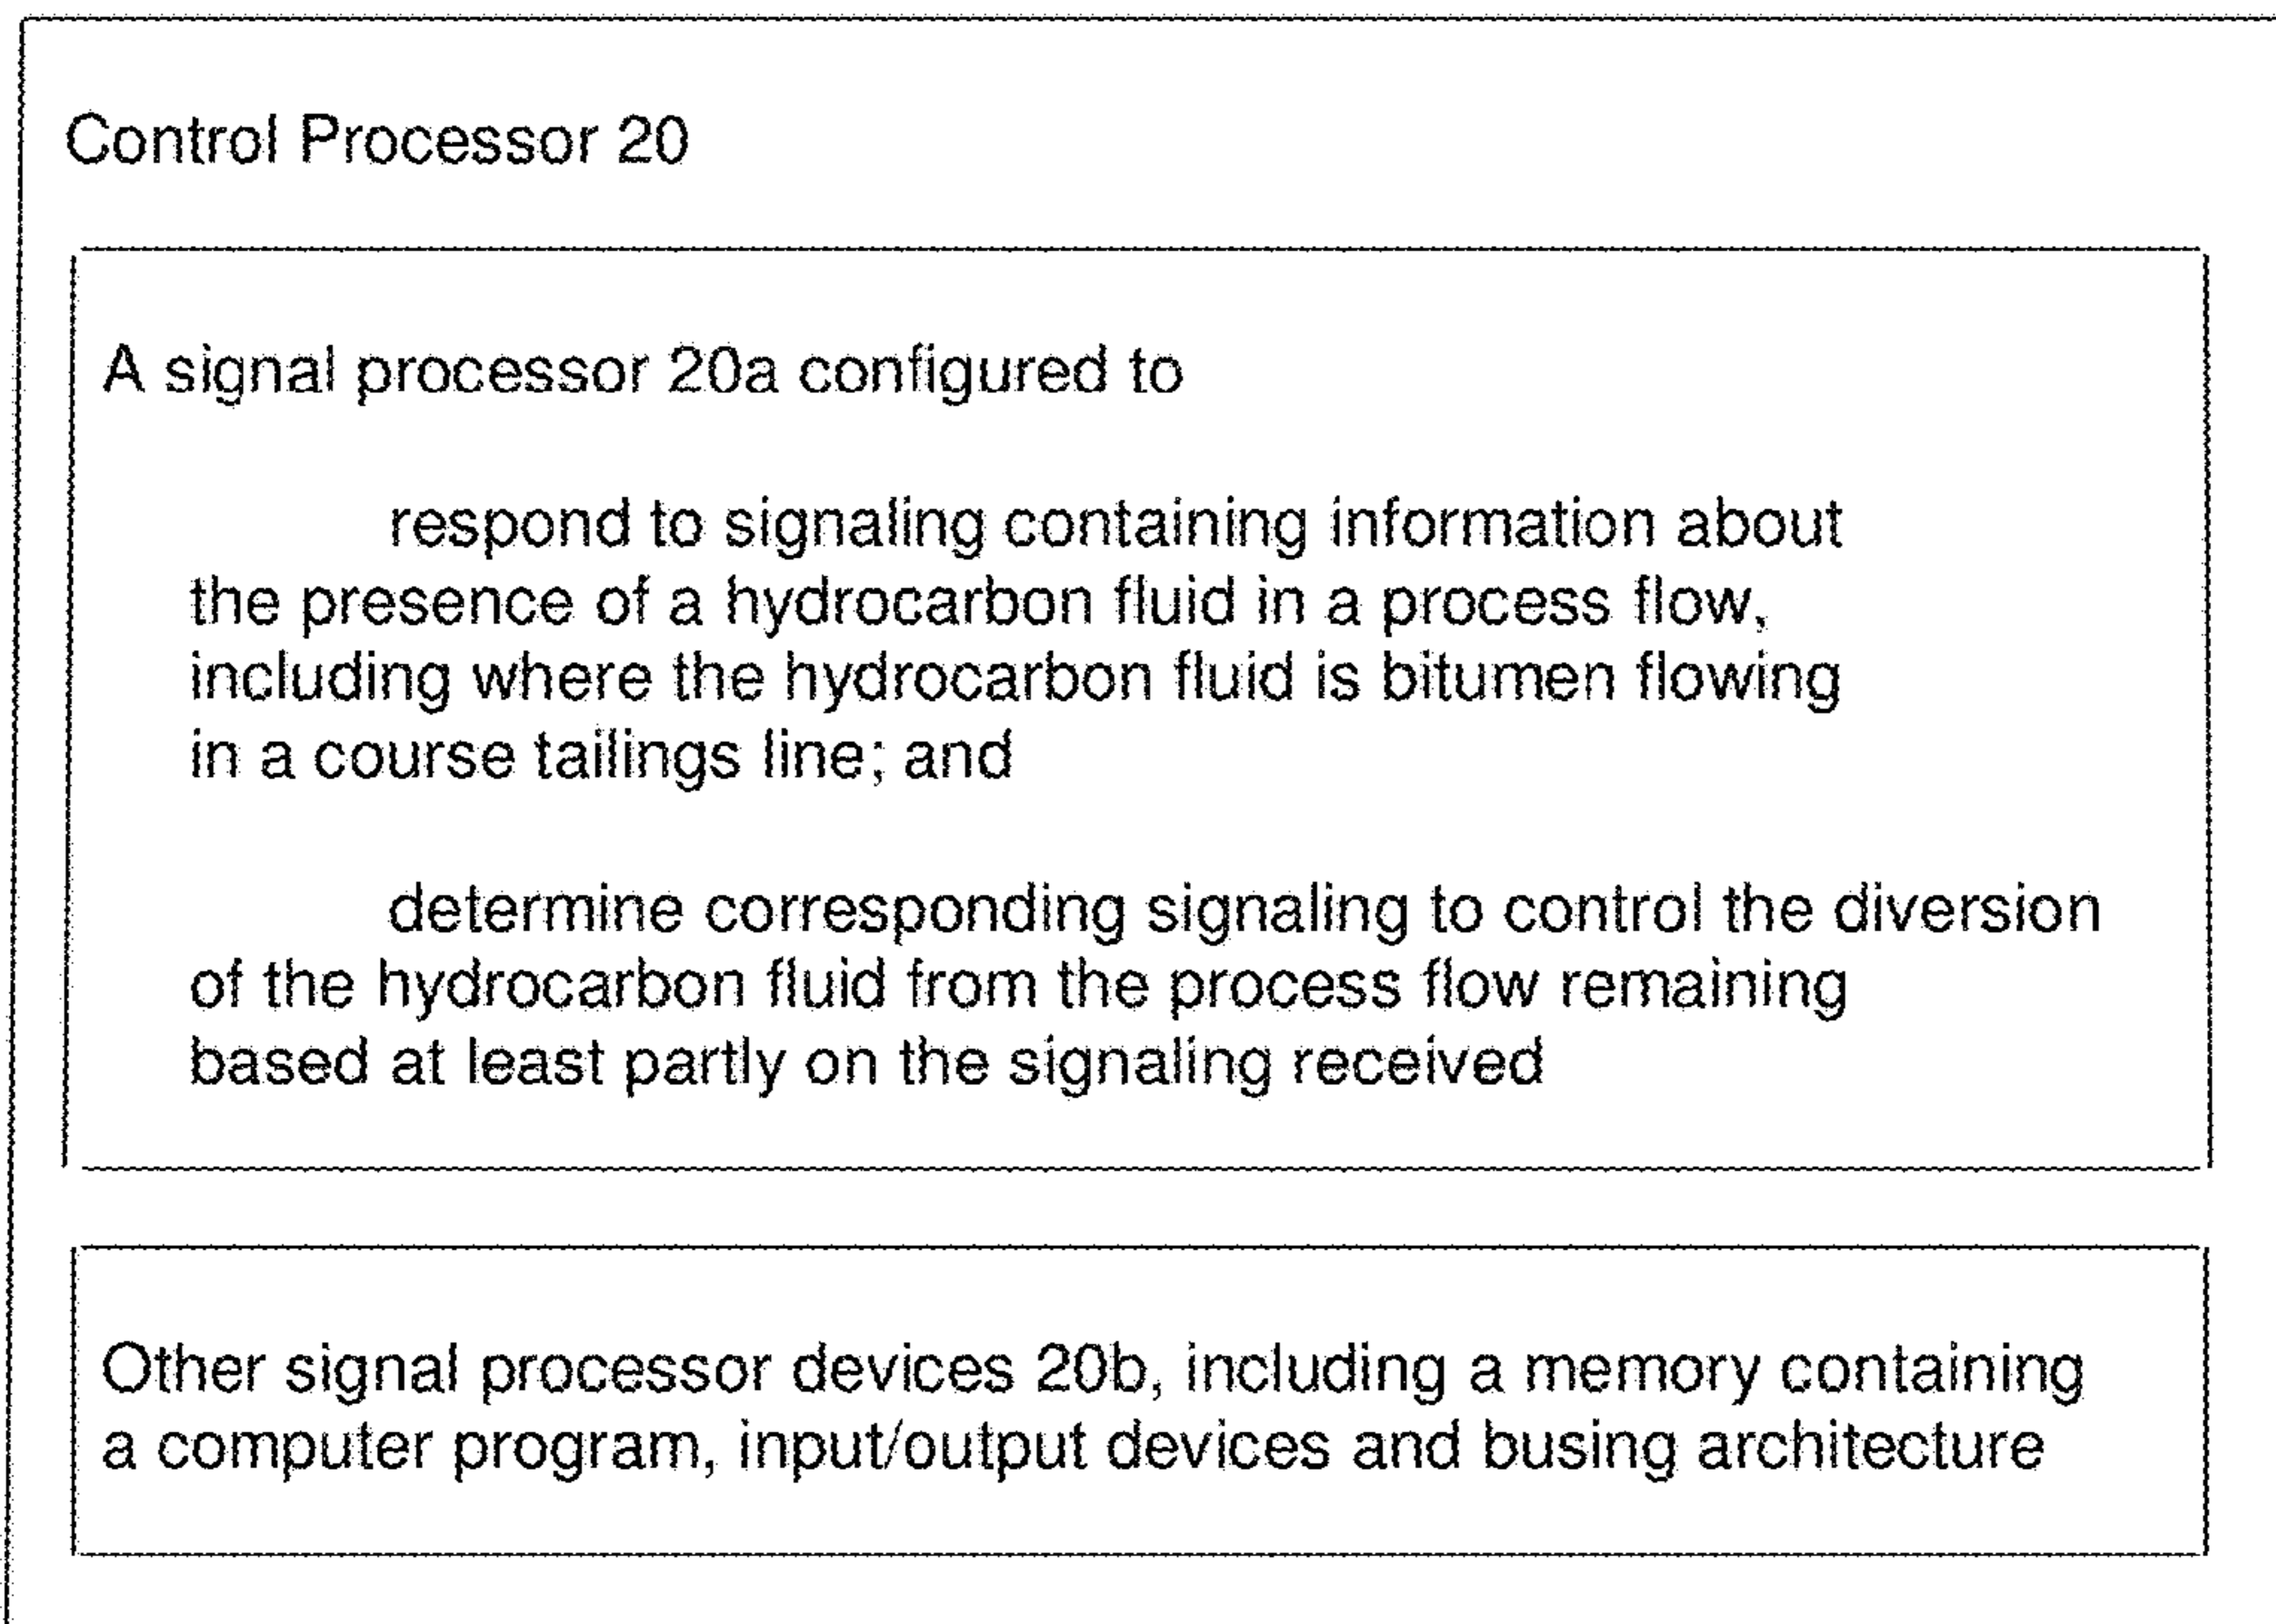 Control Processor 20
A signal processor 20a configured to
respond to signaling containing information about
the presence of a hydrocarbon fluid in a process flow,
including where the hydrocarbon fluid is bitumen flowing
in a course tailings line; and
determine corresponding signaling to control the diversion
of the hydrocarbon fluid from the process flow remaining
based at least partly on the signaling received
Other signal processor devices 20b, including a memory containing
a computer program, input/output devices and busing architecture